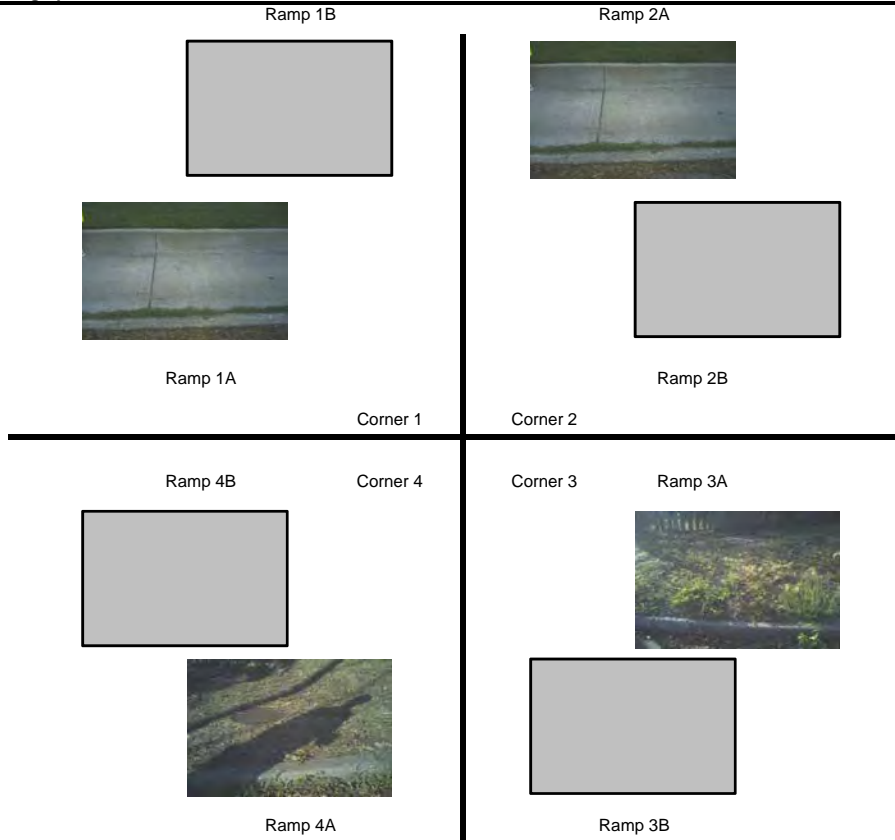 Ramp 1B
Ramp 2A
Ramp 1A
Ramp 2B
Corner 1
Corner 2
Ramp 4B
Corner 4
Corner 3
Ramp 3A
Ramp 4A
Ramp 3B